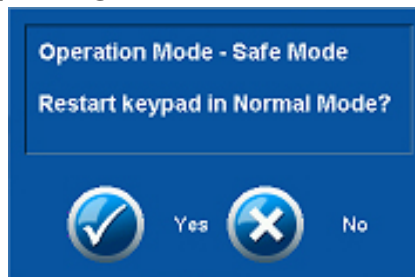 Operation Mode - Safe Mode
Restart keypad in Normal Mode?
Yes No